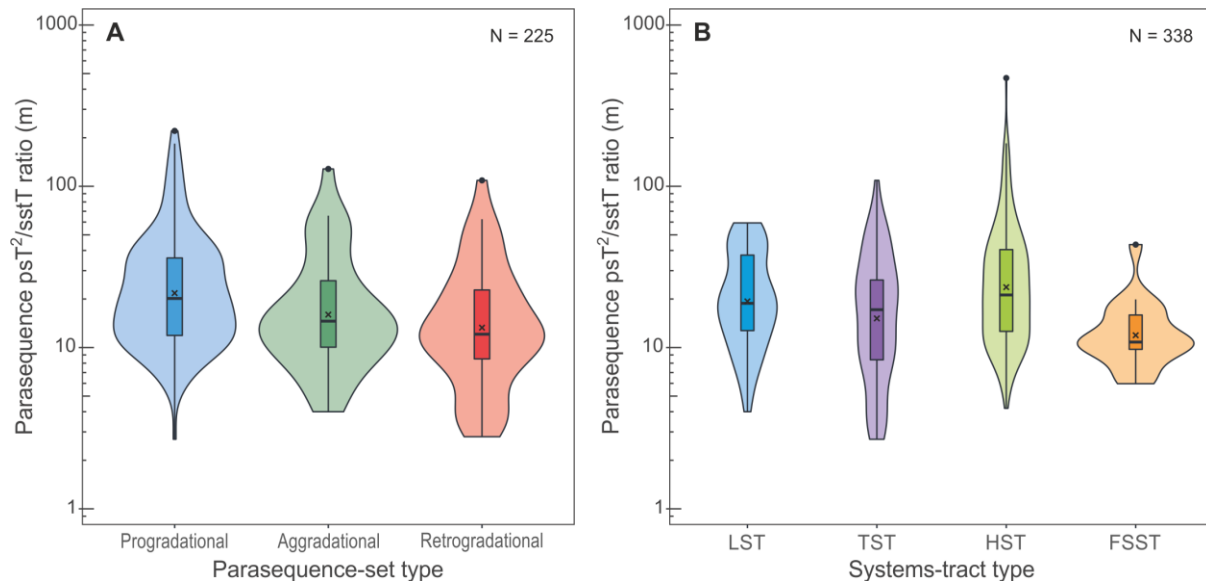 A
N = 225
Parasequence psT²/sstT ratio (m)
1000
100
10
1
Progradational
Aggradational
Retrogradational
Parasequence-set type
B
N = 338
Parasequence psT²/sstT ratio (m)
1000
100
10
1
LST
TST
HST
FSST
Systems-tract type